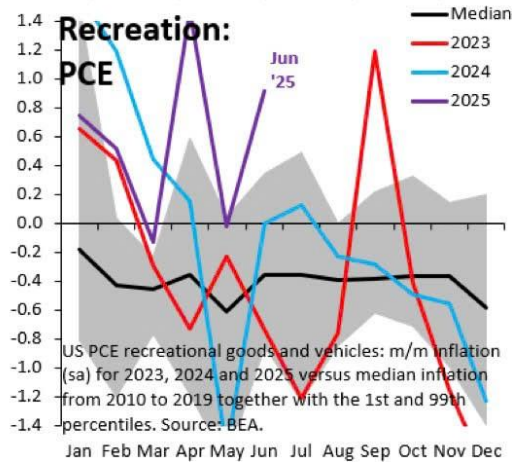 Recreation:
PCE
Median
2023
2024
2025
Jun
'25
1.4
1.2
1.0
0.8
0.6
0.4
0.2
0.0
-0.2
-0.4
-0.6
-0.8
-1.0
-1.2
-1.4
US PCE recreational goods and vehicles: m/m inflation
(sa) for 2023, 2024 and 2025 versus median inflation
from 2010 to 2019 together with the 1st and 99th
percentiles. Source: BEA.
Jan Feb Mar Apr May Jun Jul Aug Sep Oct Nov Dec